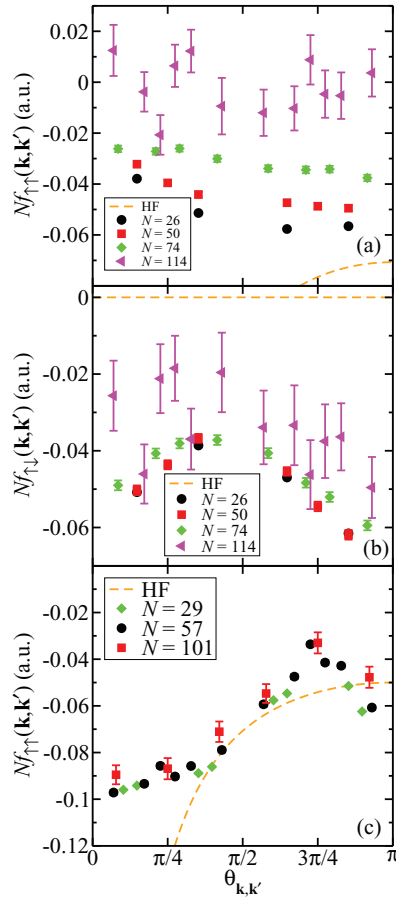 0.02
0
-0.02
-0.04
-0.06
Nf↑↑(k,k') (a.u.)
HF
N = 26
N = 50
N = 74
N = 114
(a)
0
-0.02
-0.04
-0.06
Nf↑↓(k,k') (a.u.)
HF
N = 26
N = 50
N = 74
N = 114
(b)
-0.02
-0.04
-0.06
-0.08
-0.1
-0.12
Nf↑↑(k,k') (a.u.)
HF
N = 29
N = 57
N = 101
(c)
0 π/4 π/2 3π/4 π
θk,k'